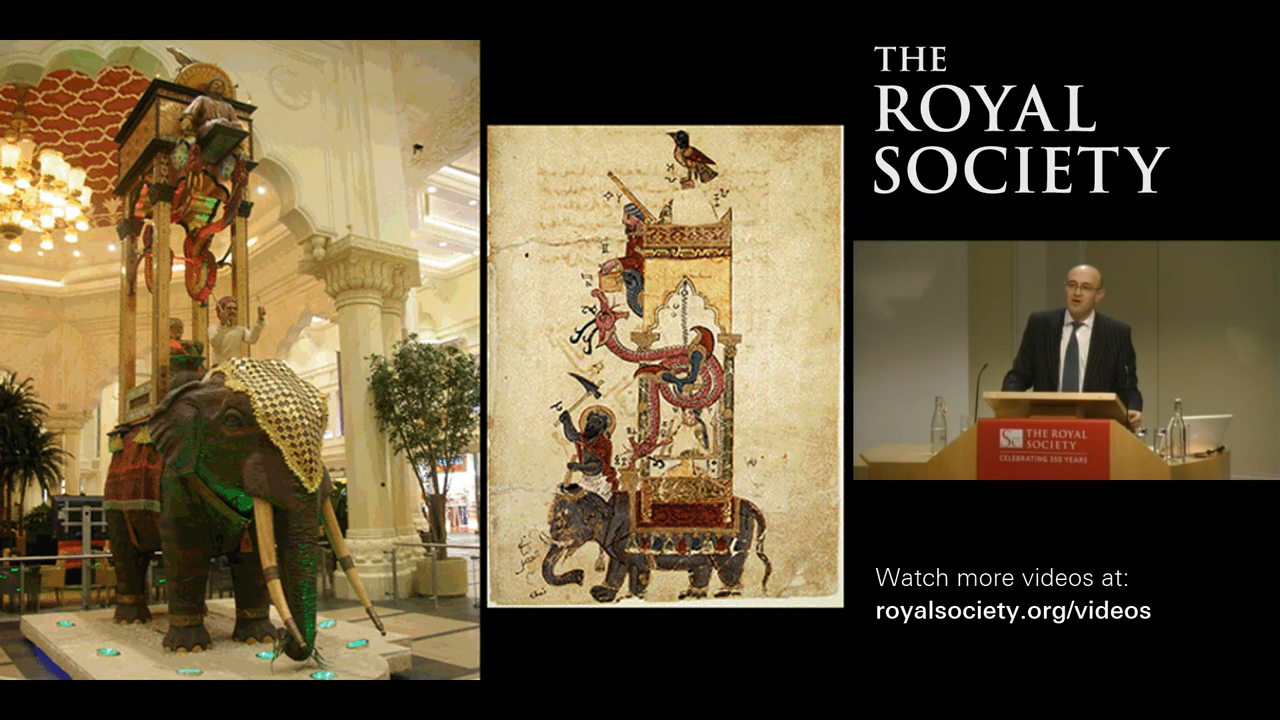 THE
ROYAL
SOCIETY
THE ROYAL
SOCIETY
CELEBRATING 350 YEARS
Watch more videos at:
royalsociety.org/videos